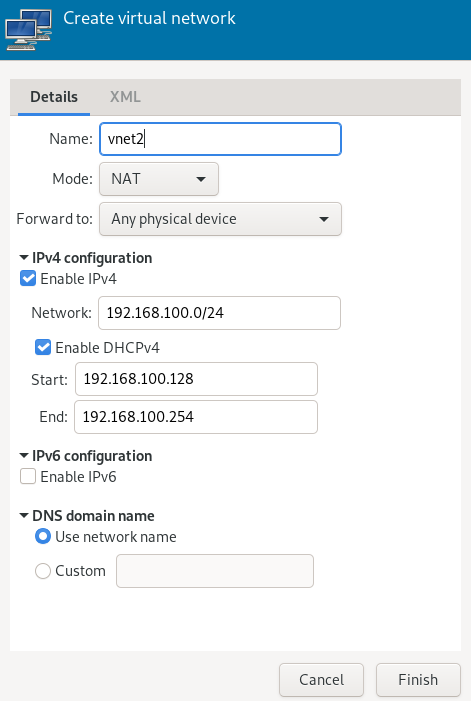 Create virtual network
Details XML
Name: vnet2
Mode: NAT
Forward to: Any physical device
IPv4 configuration
Enable IPv4
Network: 192.168.100.0/24
Enable DHCPv4
Start: 192.168.100.128
End: 192.168.100.254
IPv6 configuration
Enable IPv6
DNS domain name
Use network name
Custom
Cancel Finish